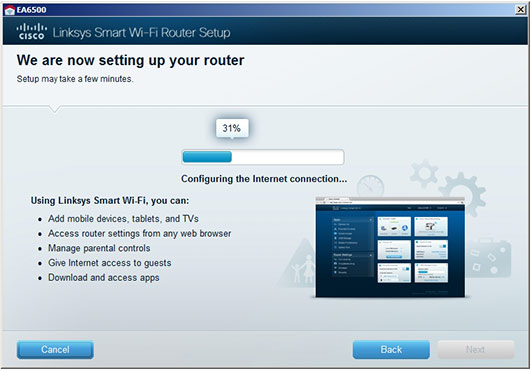 EA6500
CISCO Linksys Smart Wi-Fi Router Setup
We are now setting up your router
Setup may take a few minutes.
31%
Configuring the Internet connection...
Using Linksys Smart Wi-Fi, you can:
• Add mobile devices, tablets, and TVs
• Access router settings from any web browser
• Manage parental controls
• Give Internet access to guests
• Download and access apps
Cancel
Back
Next